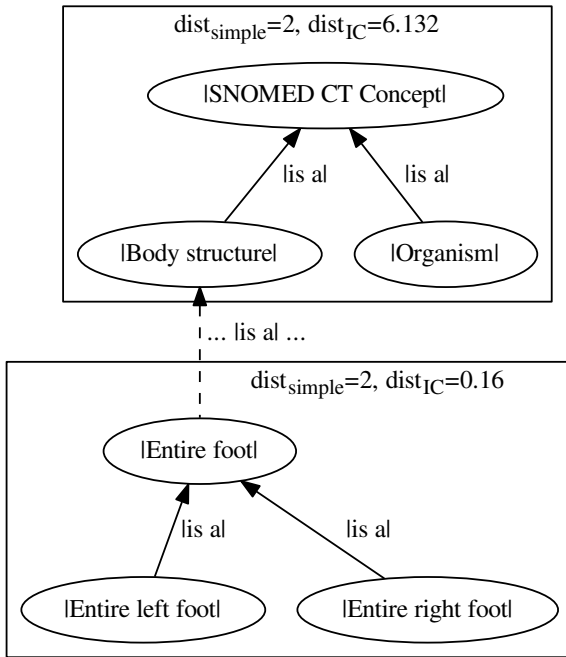 dist_simple=2, dist_IC=6.132
|SNOMED CT Concept|
|is a| |is a|
|Body structure| |Organism|
... |is a| ...
dist_simple=2, dist_IC=0.16
|Entire foot|
|is a| |is a|
|Entire left foot| |Entire right foot|